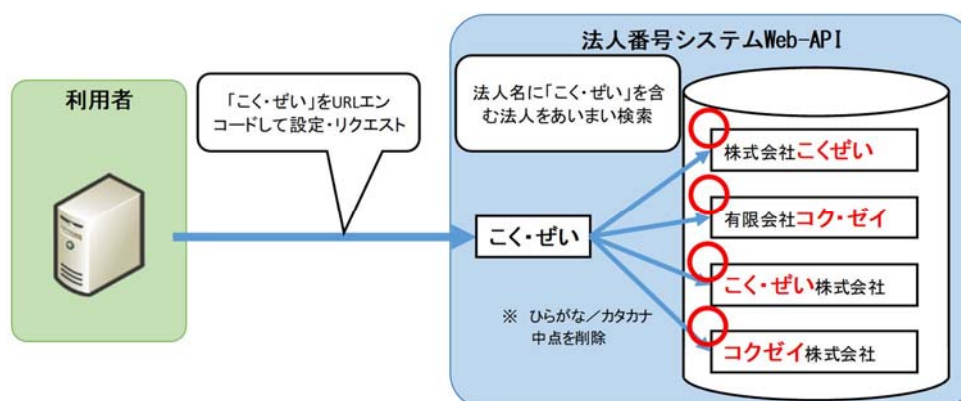 法人番号システムWeb-API
利用者
「こく・ぜい」をURLエン
コードして設定・リクエスト
法人名に「こく・ぜい」を含
む法人をあいまい検索
こく・ぜい
※ ひらがな／カタカナ
中点を削除
株式会社こくぜい
有限会社コク・ゼイ
こく・ぜい株式会社
コクゼイ株式会社